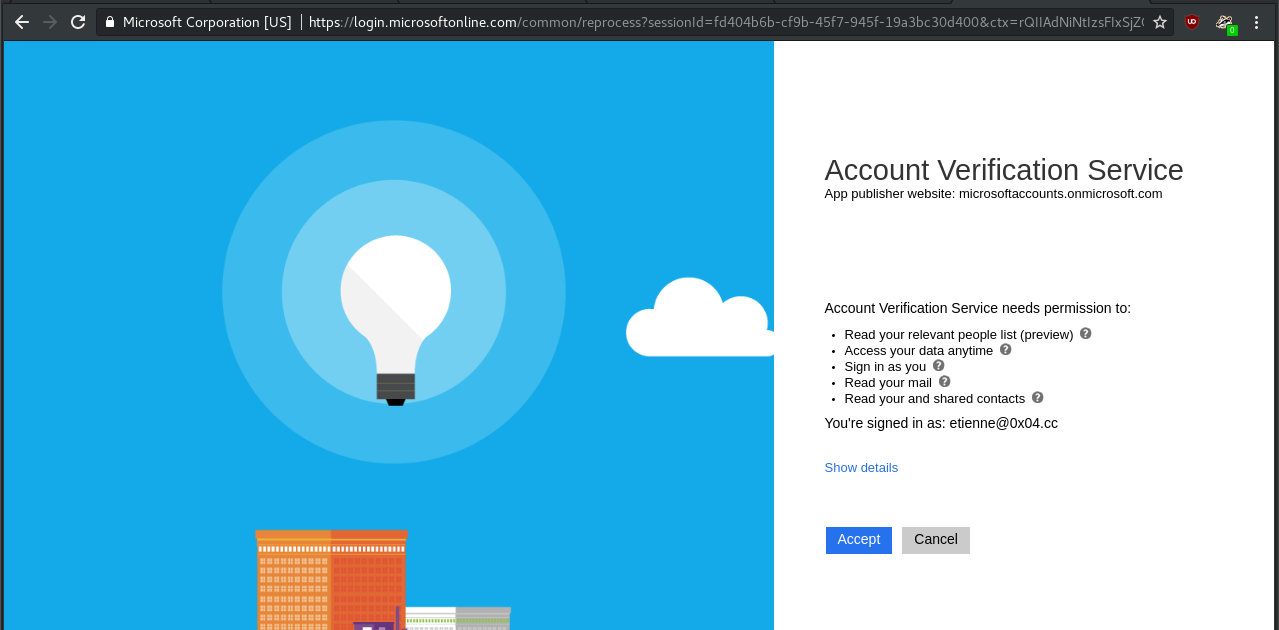 Microsoft Corporation [US] | https://login.microsoftonline.com/common/reprocess?sessionId=fd404b6b-cf9b-45f7-945f-19a3bc30d400&ctx=
Account Verification Service
App publisher website: microsoftaccounts.onmicrosoft.com
Account Verification Service needs permission to:
• Read your relevant people list (preview) ?
• Access your data anytime ?
• Sign in as you ?
• Read your mail ?
• Read your and shared contacts ?
You're signed in as: etienne@0x04.cc
Show details
Accept Cancel